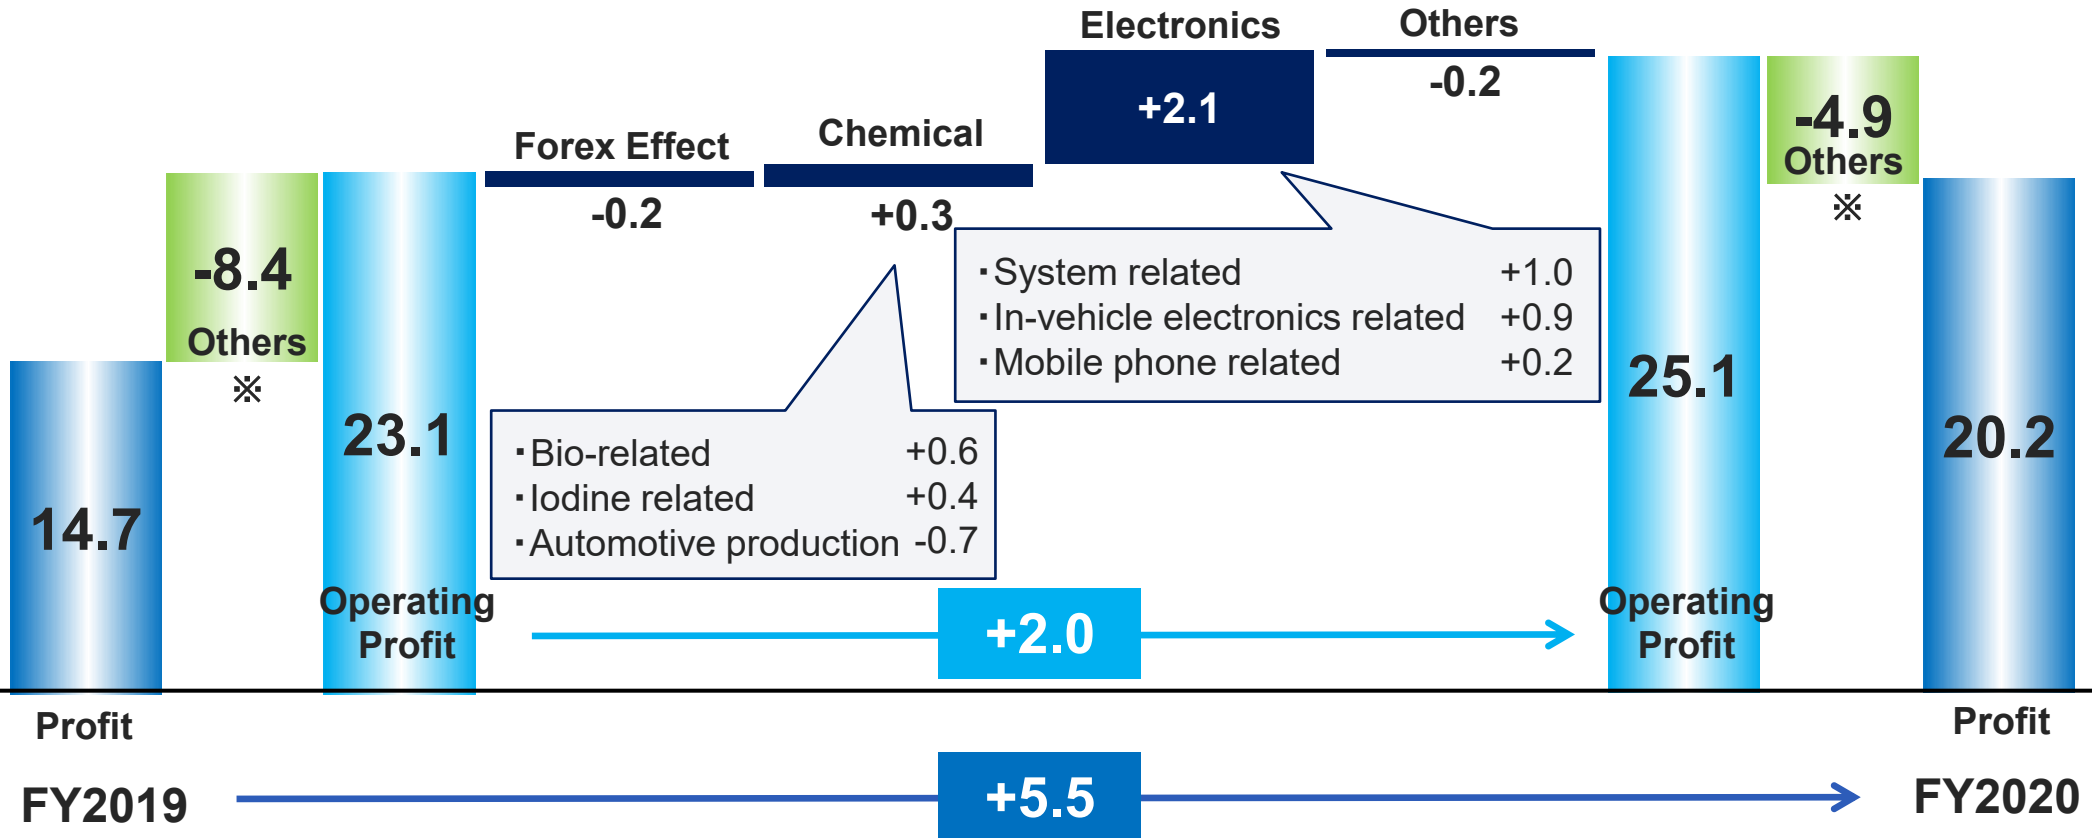 Electronics
Others
+2.1
-0.2
-4.9
Others
※
Forex Effect
Chemical
-0.2
+0.3
-8.4
Others
※
・System related +1.0
・In-vehicle electronics related +0.9
・Mobile phone related +0.2
・Bio-related +0.6
・Iodine related +0.4
・Automotive production -0.7
14.7
23.1
25.1
20.2
Operating
Profit
+2.0
Operating
Profit
Profit
Profit
FY2019
+5.5
FY2020